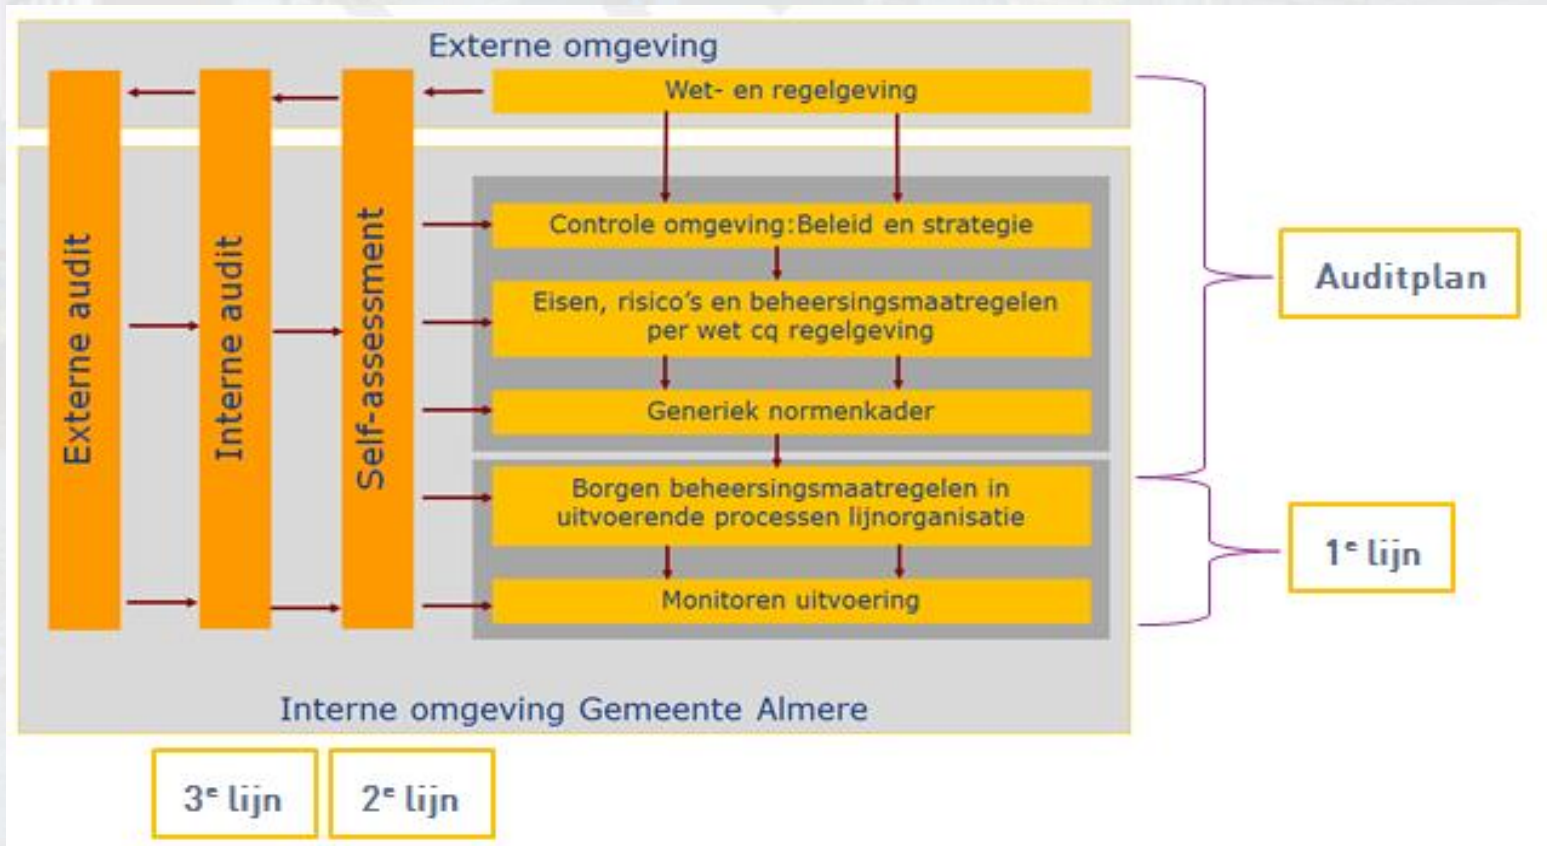 Externe omgeving
Wet- en regelgeving
Externe audit
Interne audit
Self-assessment
Controle omgeving:Beleid en strategie
Eisen, risico's en beheersingsmaatregelen
per wet cq regelgeving
Generiek normenkader
Borgen beheersingsmaatregelen in
uitvoerende processen lijnorganisatie
Monitoren uitvoering
Interne omgeving Gemeente Almere
Auditplan
1e lijn
3e lijn
2e lijn